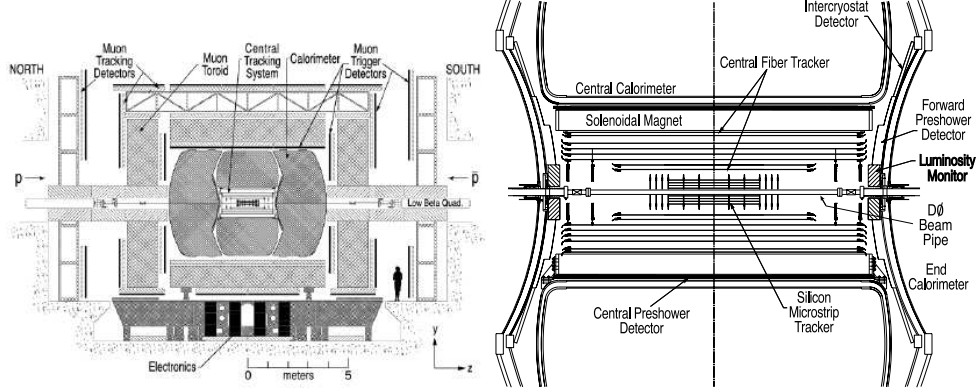 Muon
Tracking
Detectors
Muon
Toroid
Central
Tracking
System
Calorimeter
Muon
Trigger
Detectors
NORTH
SOUTH
p
p̅
Low Beta Quad.
Electronics
0
meters
5
y
z
Intercryostat
Detector
Central Fiber Tracker
Central Calorimeter
Solenoidal Magnet
Forward
Preshower
Detector
Luminosity
Monitor
DØ
Beam
Pipe
End
Calorimeter
Silicon
Microstrip
Tracker
Central Preshower
Detector